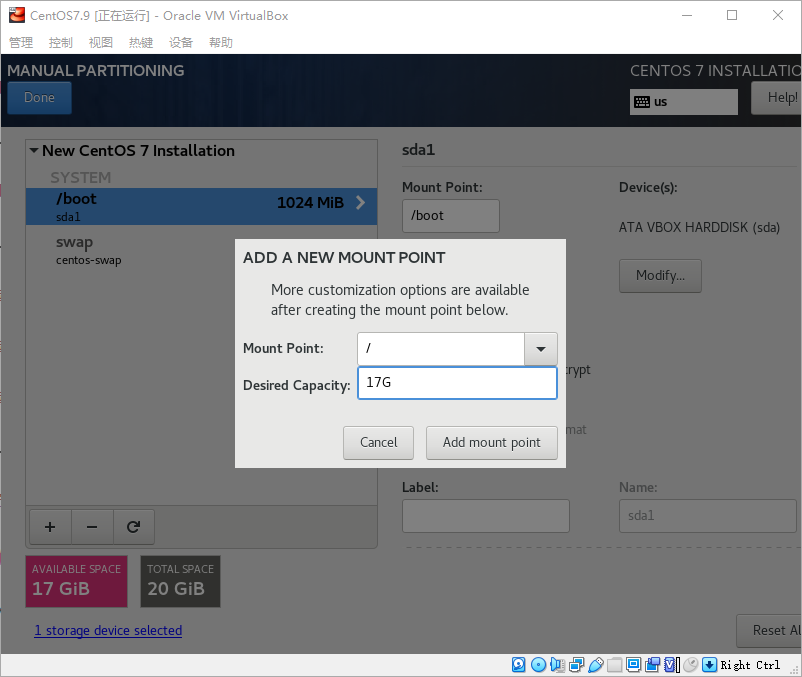 CentOS7.9 [正在运行] - Oracle VM VirtualBox
管理 控制 视图 热键 设备 帮助
MANUAL PARTITIONING
CENTOS 7 INSTALLATIO
Done
us
Help!
New CentOS 7 Installation
SYSTEM
/boot
1024 MiB
sda1
swap
centos-swap
sda1
Mount Point:
/boot
Device(s):
ATA VBOX HARDDISK (sda)
Modify...
ADD A NEW MOUNT POINT
More customization options are available
after creating the mount point below.
Mount Point:
/
Desired Capacity:
17G
Cancel
Add mount point
crypt
mat
Label:
Name:
sda1
+ −
AVAILABLE SPACE
17 GiB
TOTAL SPACE
20 GiB
1 storage device selected
Reset Al
Right Ctrl